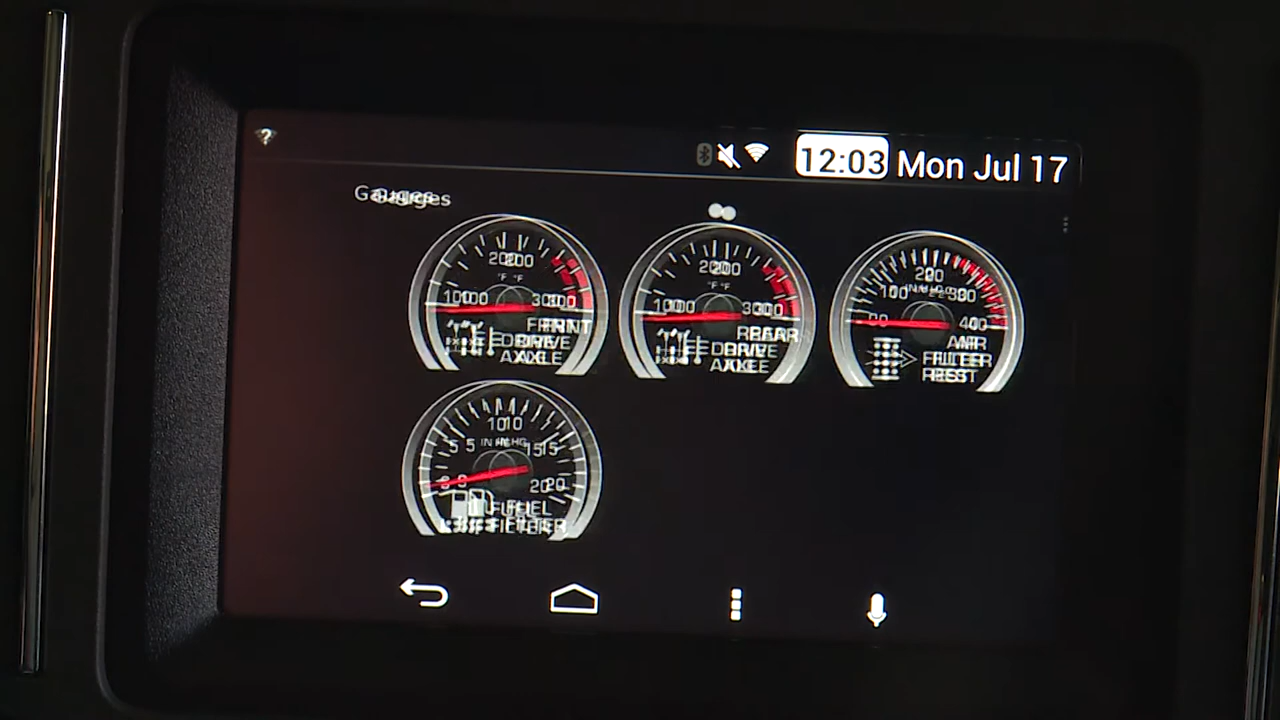 12:03 Mon Jul 17
Gauges
200
°F
100 300
FRNT
DRIVE
AXLE
200
°F
100 300
REAR
DRIVE
AXLE
200
100 300
0 400
AIR
FILTER
REST
10
IN HG
5 15
0 20
FUEL
FILTER